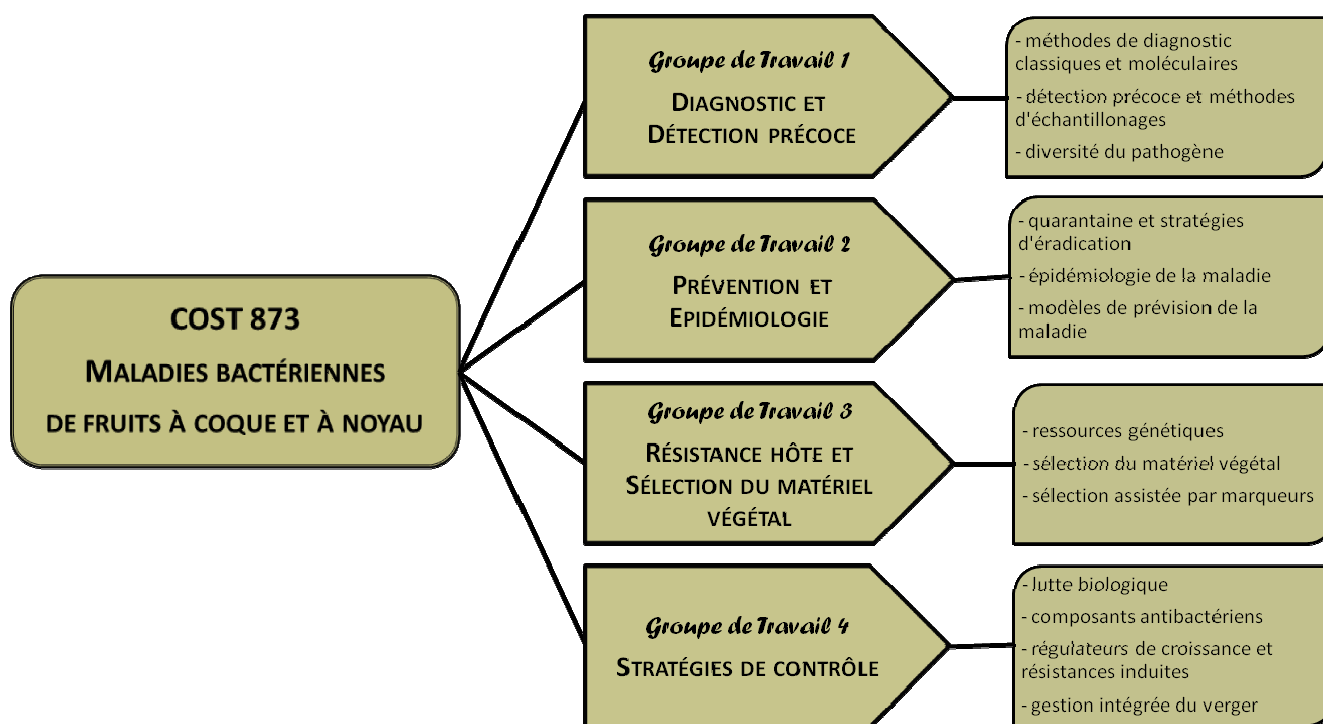 COST 873
MALADIES BACTÉRIENNES
DE FRUITS À COQUE ET À NOYAU
Groupe de Travail 1
DIAGNOSTIC ET
DÉTECTION PRÉCOCE
- méthodes de diagnostic
classiques et moléculaires
- détection précoce et méthodes
d'échantillonages
- diversité du pathogène
Groupe de Travail 2
PRÉVENTION ET
EPIDÉMIOLOGIE
- quarantaine et stratégies
d'éradication
- épidémiologie de la maladie
- modèles de prévision de la
maladie
Groupe de Travail 3
RÉSISTANCE HÔTE ET
SÉLECTION DU MATÉRIEL
VÉGÉTAL
- ressources génétiques
- sélection du matériel végétal
- sélection assistée par marqueurs
Groupe de Travail 4
STRATÉGIES DE CONTRÔLE
- lutte biologique
- composants antibactériens
- régulateurs de croissance et
résistances induites
- gestion intégrée du verger